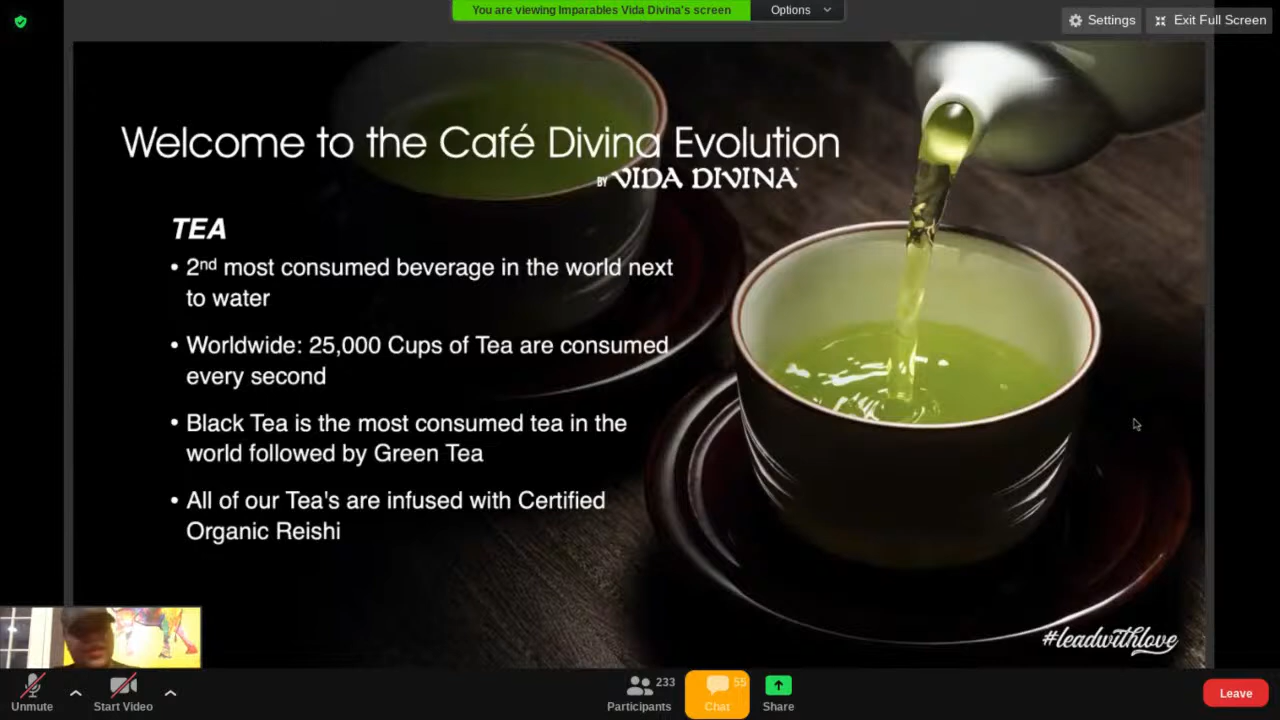 You are viewing Imparables Vida Divina's screen
Options
Settings
Exit Full Screen
Welcome to the Café Divina Evolution
BY VIDA DIVINA
TEA
• 2nd most consumed beverage in the world next
to water
• Worldwide: 25,000 Cups of Tea are consumed
every second
• Black Tea is the most consumed tea in the
world followed by Green Tea
• All of our Tea's are infused with Certified
Organic Reishi
#leadwithlove
Unmute
Start Video
233
Participants
55
Chat
Share
Leave